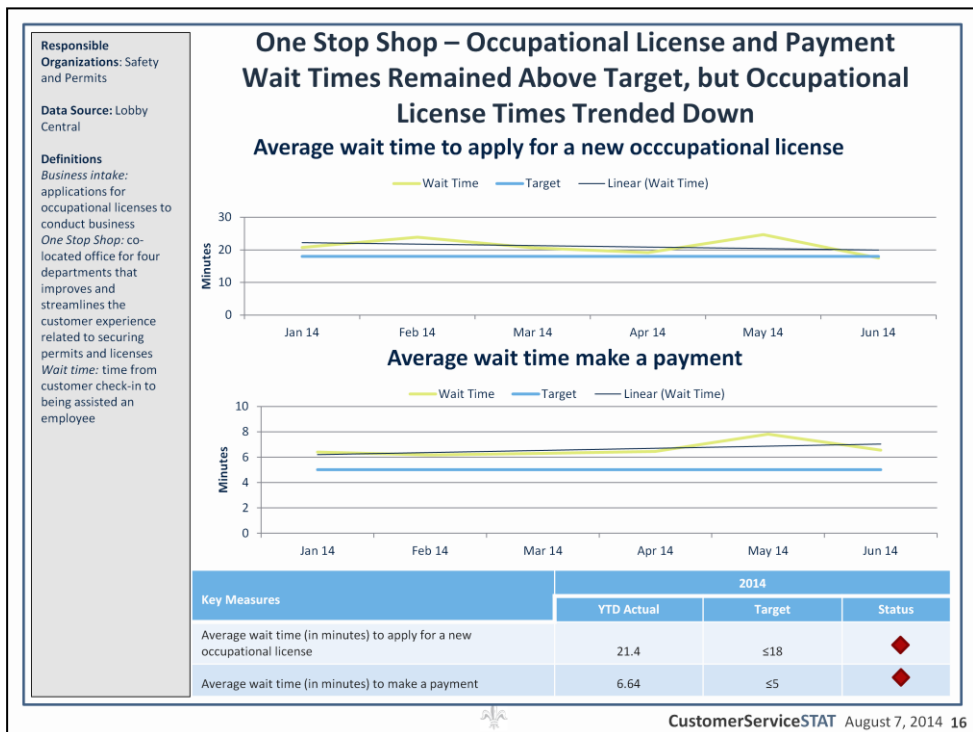 Responsible
Organizations: Safety
and Permits
Data Source: Lobby
Central
Definitions
Business intake:
applications for
occupational licenses to
conduct business
One Stop Shop: co-
located office for four
departments that
improves and
streamlines the
customer experience
related to securing
permits and licenses
Wait time: time from
customer check-in to
being assisted an
employee
One Stop Shop – Occupational License and Payment
Wait Times Remained Above Target, but Occupational
License Times Trended Down
Average wait time to apply for a new occcupational license
Wait Time Target Linear (Wait Time)
Minutes
30
20
10
0
Jan 14 Feb 14 Mar 14 Apr 14 May 14 Jun 14
Average wait time make a payment
Wait Time Target Linear (Wait Time)
Minutes
10
8
6
4
2
0
Jan 14 Feb 14 Mar 14 Apr 14 May 14 Jun 14
Key Measures
2014
YTD Actual Target Status
Average wait time (in minutes) to apply for a new
occupational license 21.4 ≤18
Average wait time (in minutes) to make a payment 6.64 ≤5
CustomerServiceSTAT August 7, 2014 16